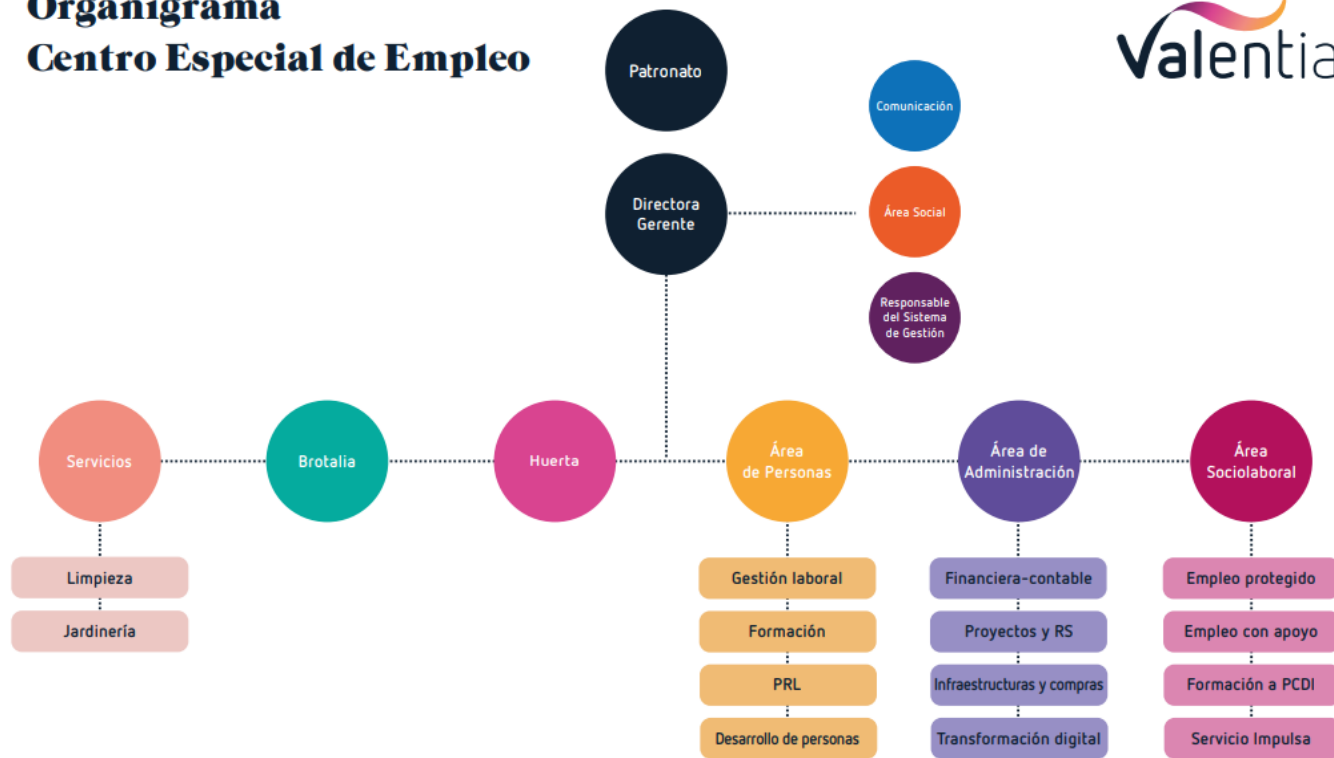 Organigrama
Centro Especial de Empleo
Valentia
Patronato
Comunicación
Directora
Gerente
Área Social
Responsable
del Sistema
de Gestión
Servicios
Brotalia
Huerta
Área
de Personas
Área de
Administración
Área
Sociolaboral
Limpieza
Jardinería
Gestión laboral
Formación
PRL
Desarrollo de personas
Financiera-contable
Proyectos y RS
Infraestructuras y compras
Transformación digital
Empleo protegido
Empleo con apoyo
Formación a PCDI
Servicio Impulsa